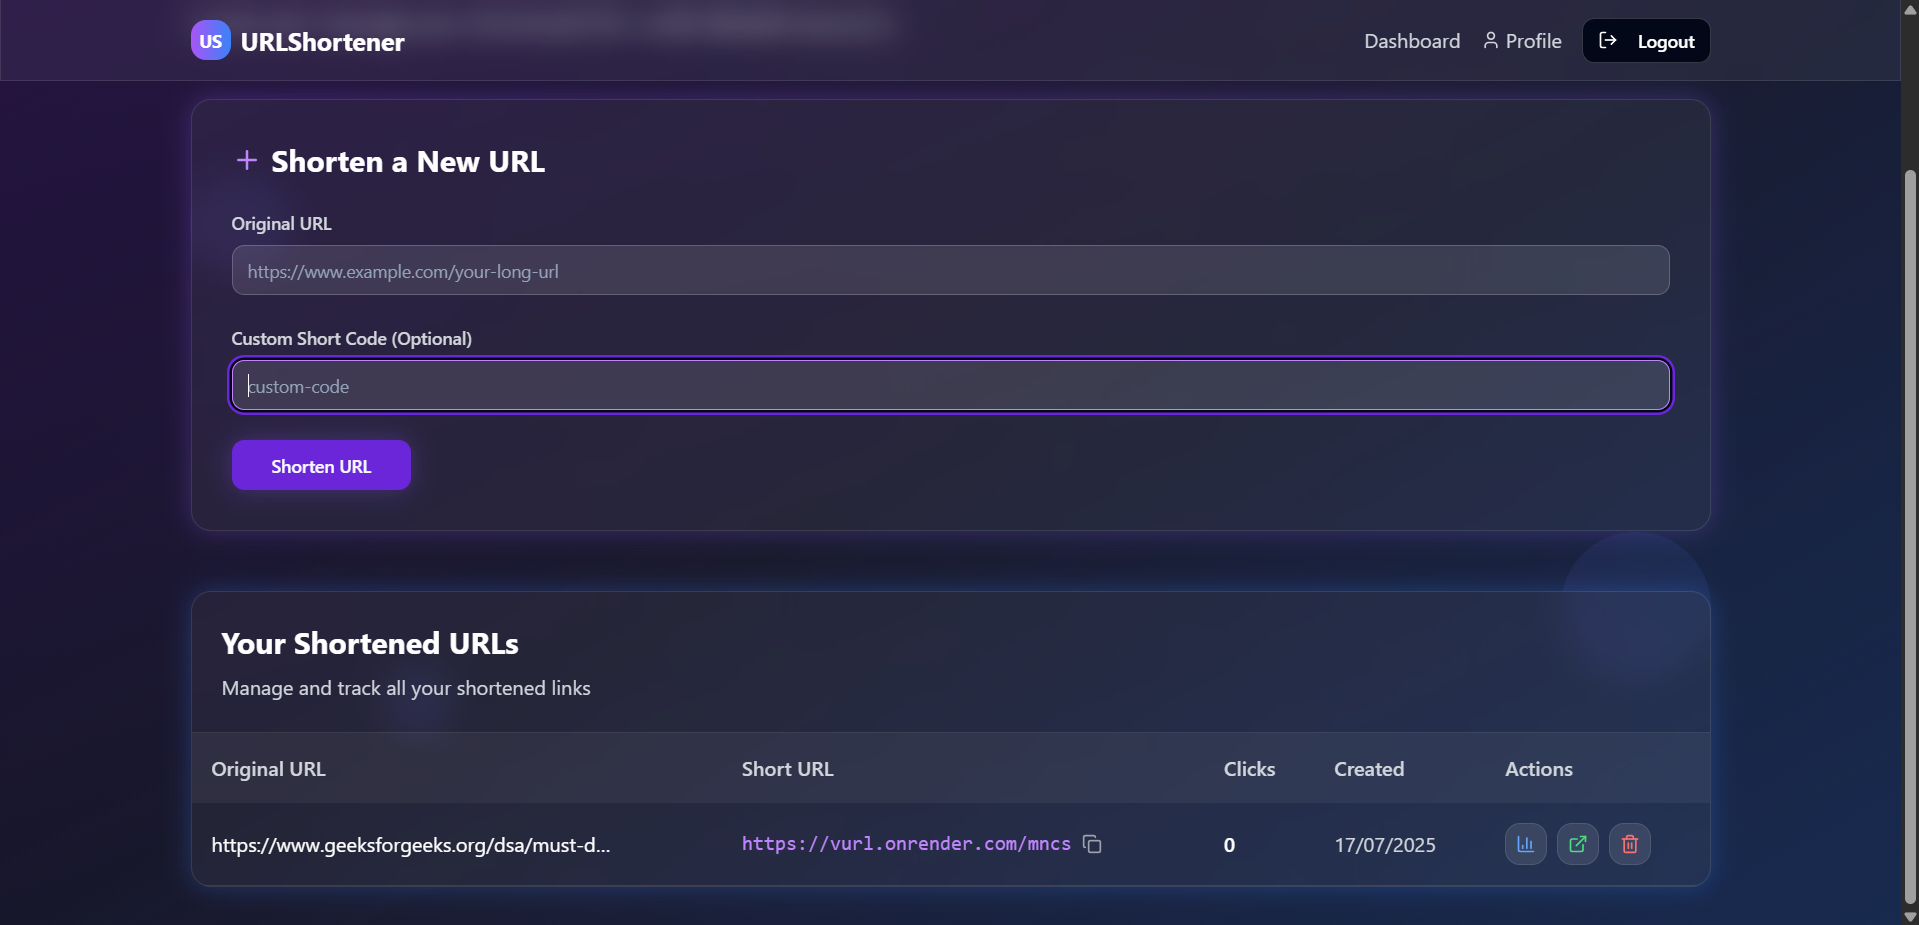 US URLShortener Dashboard Profile Logout
Shorten a New URL
Original URL
https://www.example.com/your-long-url
Custom Short Code (Optional)
custom-code
Shorten URL
Your Shortened URLs
Manage and track all your shortened links
Original URL Short URL Clicks Created Actions
https://www.geeksforgeeks.org/dsa/must-d... https://vurl.onrender.com/mncs 0 17/07/2025